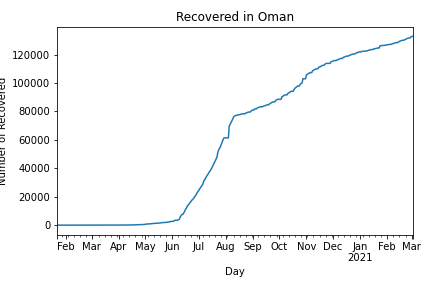 Recovered in Oman
Number of Recovered
120000
100000
80000
60000
40000
20000
0
Feb Mar Apr May Jun Jul Aug Sep Oct Nov Dec Jan Feb Mar
2021
Day